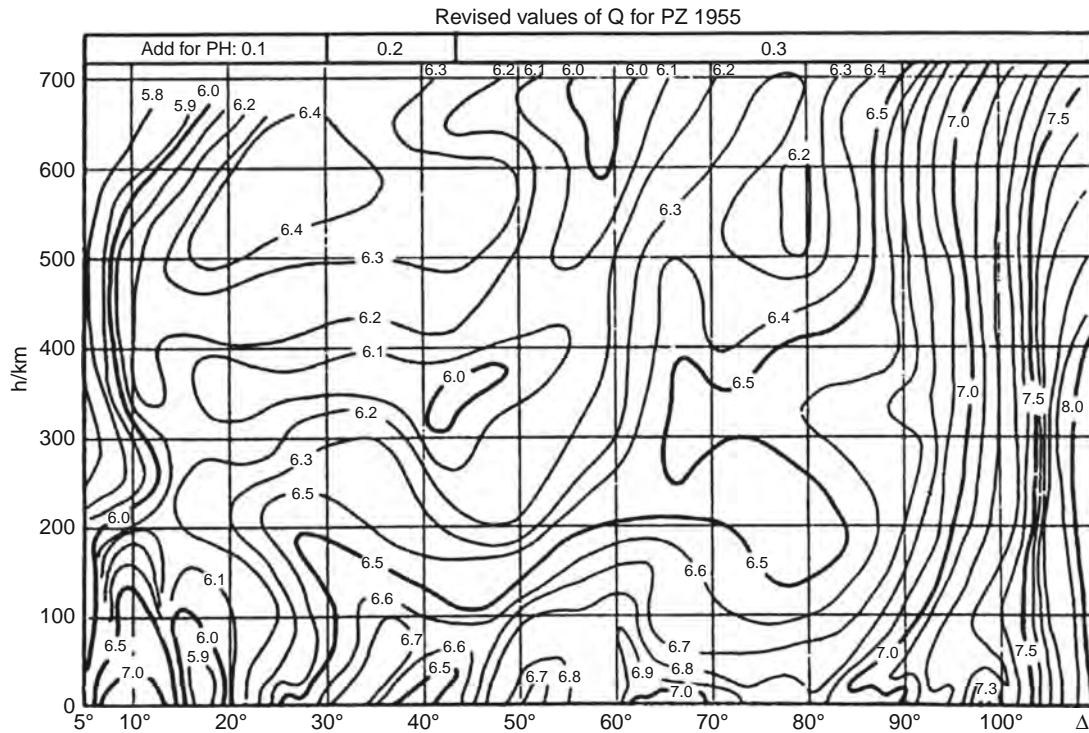 Revised values of Q for PZ 1955
Add for PH: 0.1 0.2 0.3
6.3 6.2 6.1 6.0 6.0 6.1 6.2 6.3 6.4
700
5.8 5.9 6.0 6.2 6.4 6.5 7.0 7.5
600
6.2
6.3
6.4
500
6.3
6.2 6.4
400
6.1
6.0 6.5
7.0 7.5 8.0
6.2
300
6.3
6.5
200
6.0
6.5 6.5
6.6
6.1 6.6
100
6.0 6.7 6.6 6.7 7.0 7.5
6.5 5.9 6.5 6.9 6.8
7.0 6.7 6.8 7.0 7.3
0
h/km
5° 10° 20° 30° 40° 50° 60° 70° 80° 90° 100° Δ